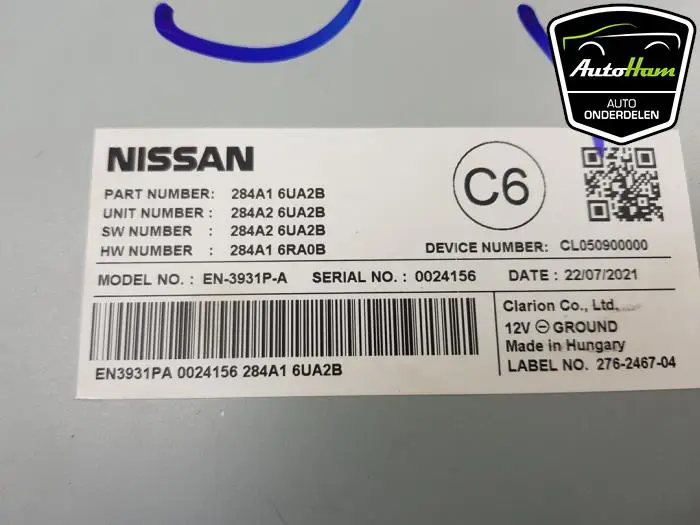 AutoHam
AUTO
ONDERDELEN
NISSAN
C6
PART NUMBER: 284A1 6UA2B
UNIT NUMBER : 284A2 6UA2B
SW NUMBER : 284A2 6UA2B
HW NUMBER : 284A1 6RA0B
DEVICE NUMBER: CL050900000
MODEL NO. : EN-3931P-A SERIAL NO. : 0024156 DATE : 22/07/2021
Clarion Co., Ltd.
12V ⊖ GROUND
Made in Hungary
LABEL NO. 276-2467-04
EN3931PA 0024156 284A1 6UA2B